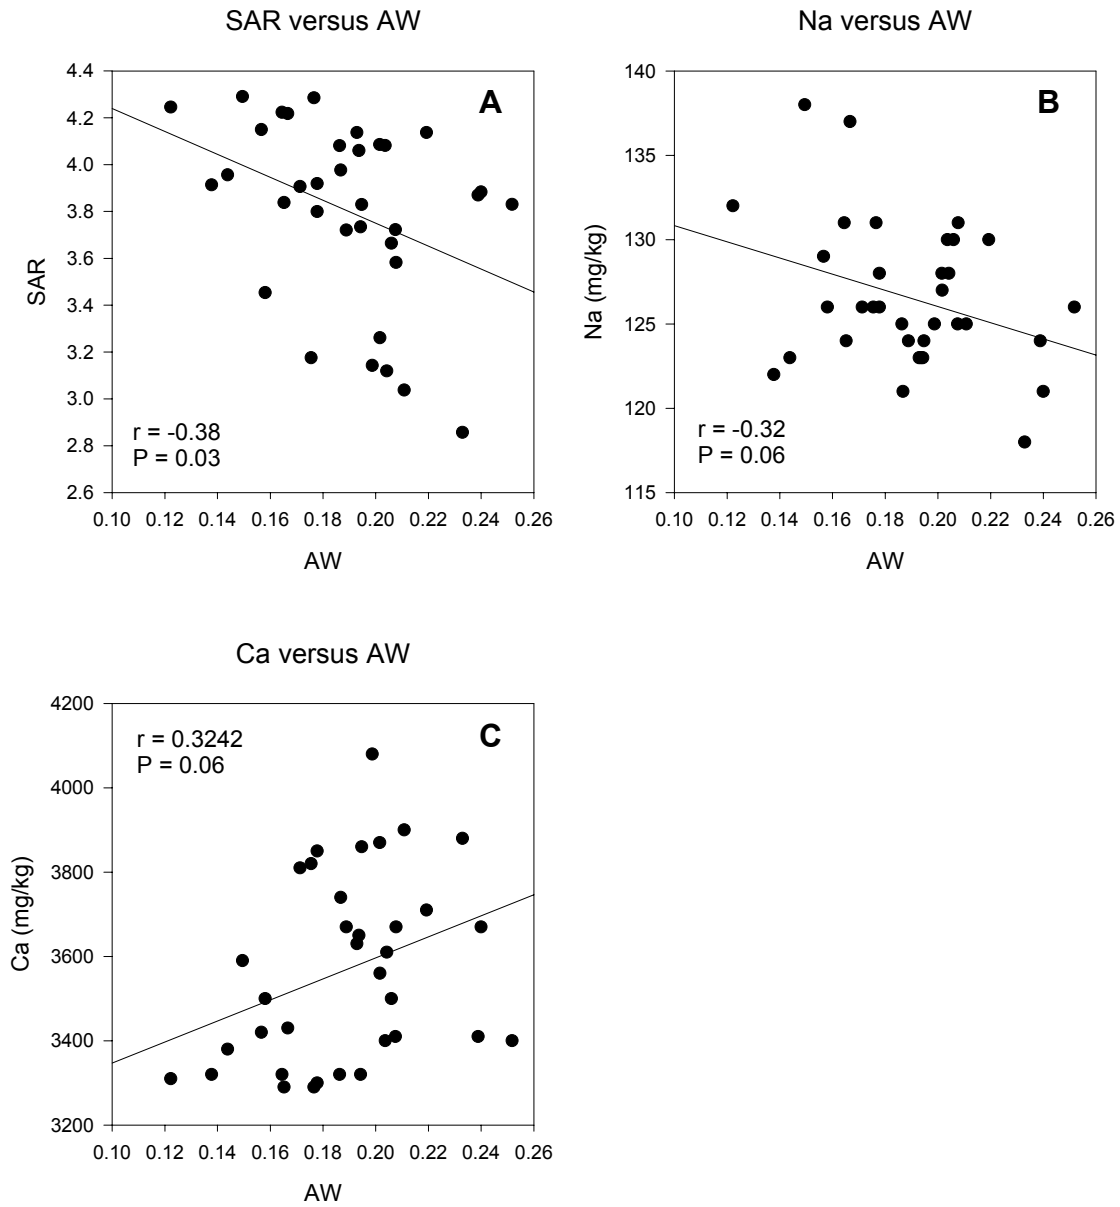 SAR versus AW
A
4.4
4.2
4.0
3.8
3.6
3.4
3.2
3.0
2.8
2.6
SAR
r = -0.38
P = 0.03
0.10 0.12 0.14 0.16 0.18 0.20 0.22 0.24 0.26
AW
Na versus AW
B
140
135
130
125
120
115
Na (mg/kg)
r = -0.32
P = 0.06
0.10 0.12 0.14 0.16 0.18 0.20 0.22 0.24 0.26
AW
Ca versus AW
C
4200
4000
3800
3600
3400
3200
Ca (mg/kg)
r = 0.3242
P = 0.06
0.10 0.12 0.14 0.16 0.18 0.20 0.22 0.24 0.26
AW